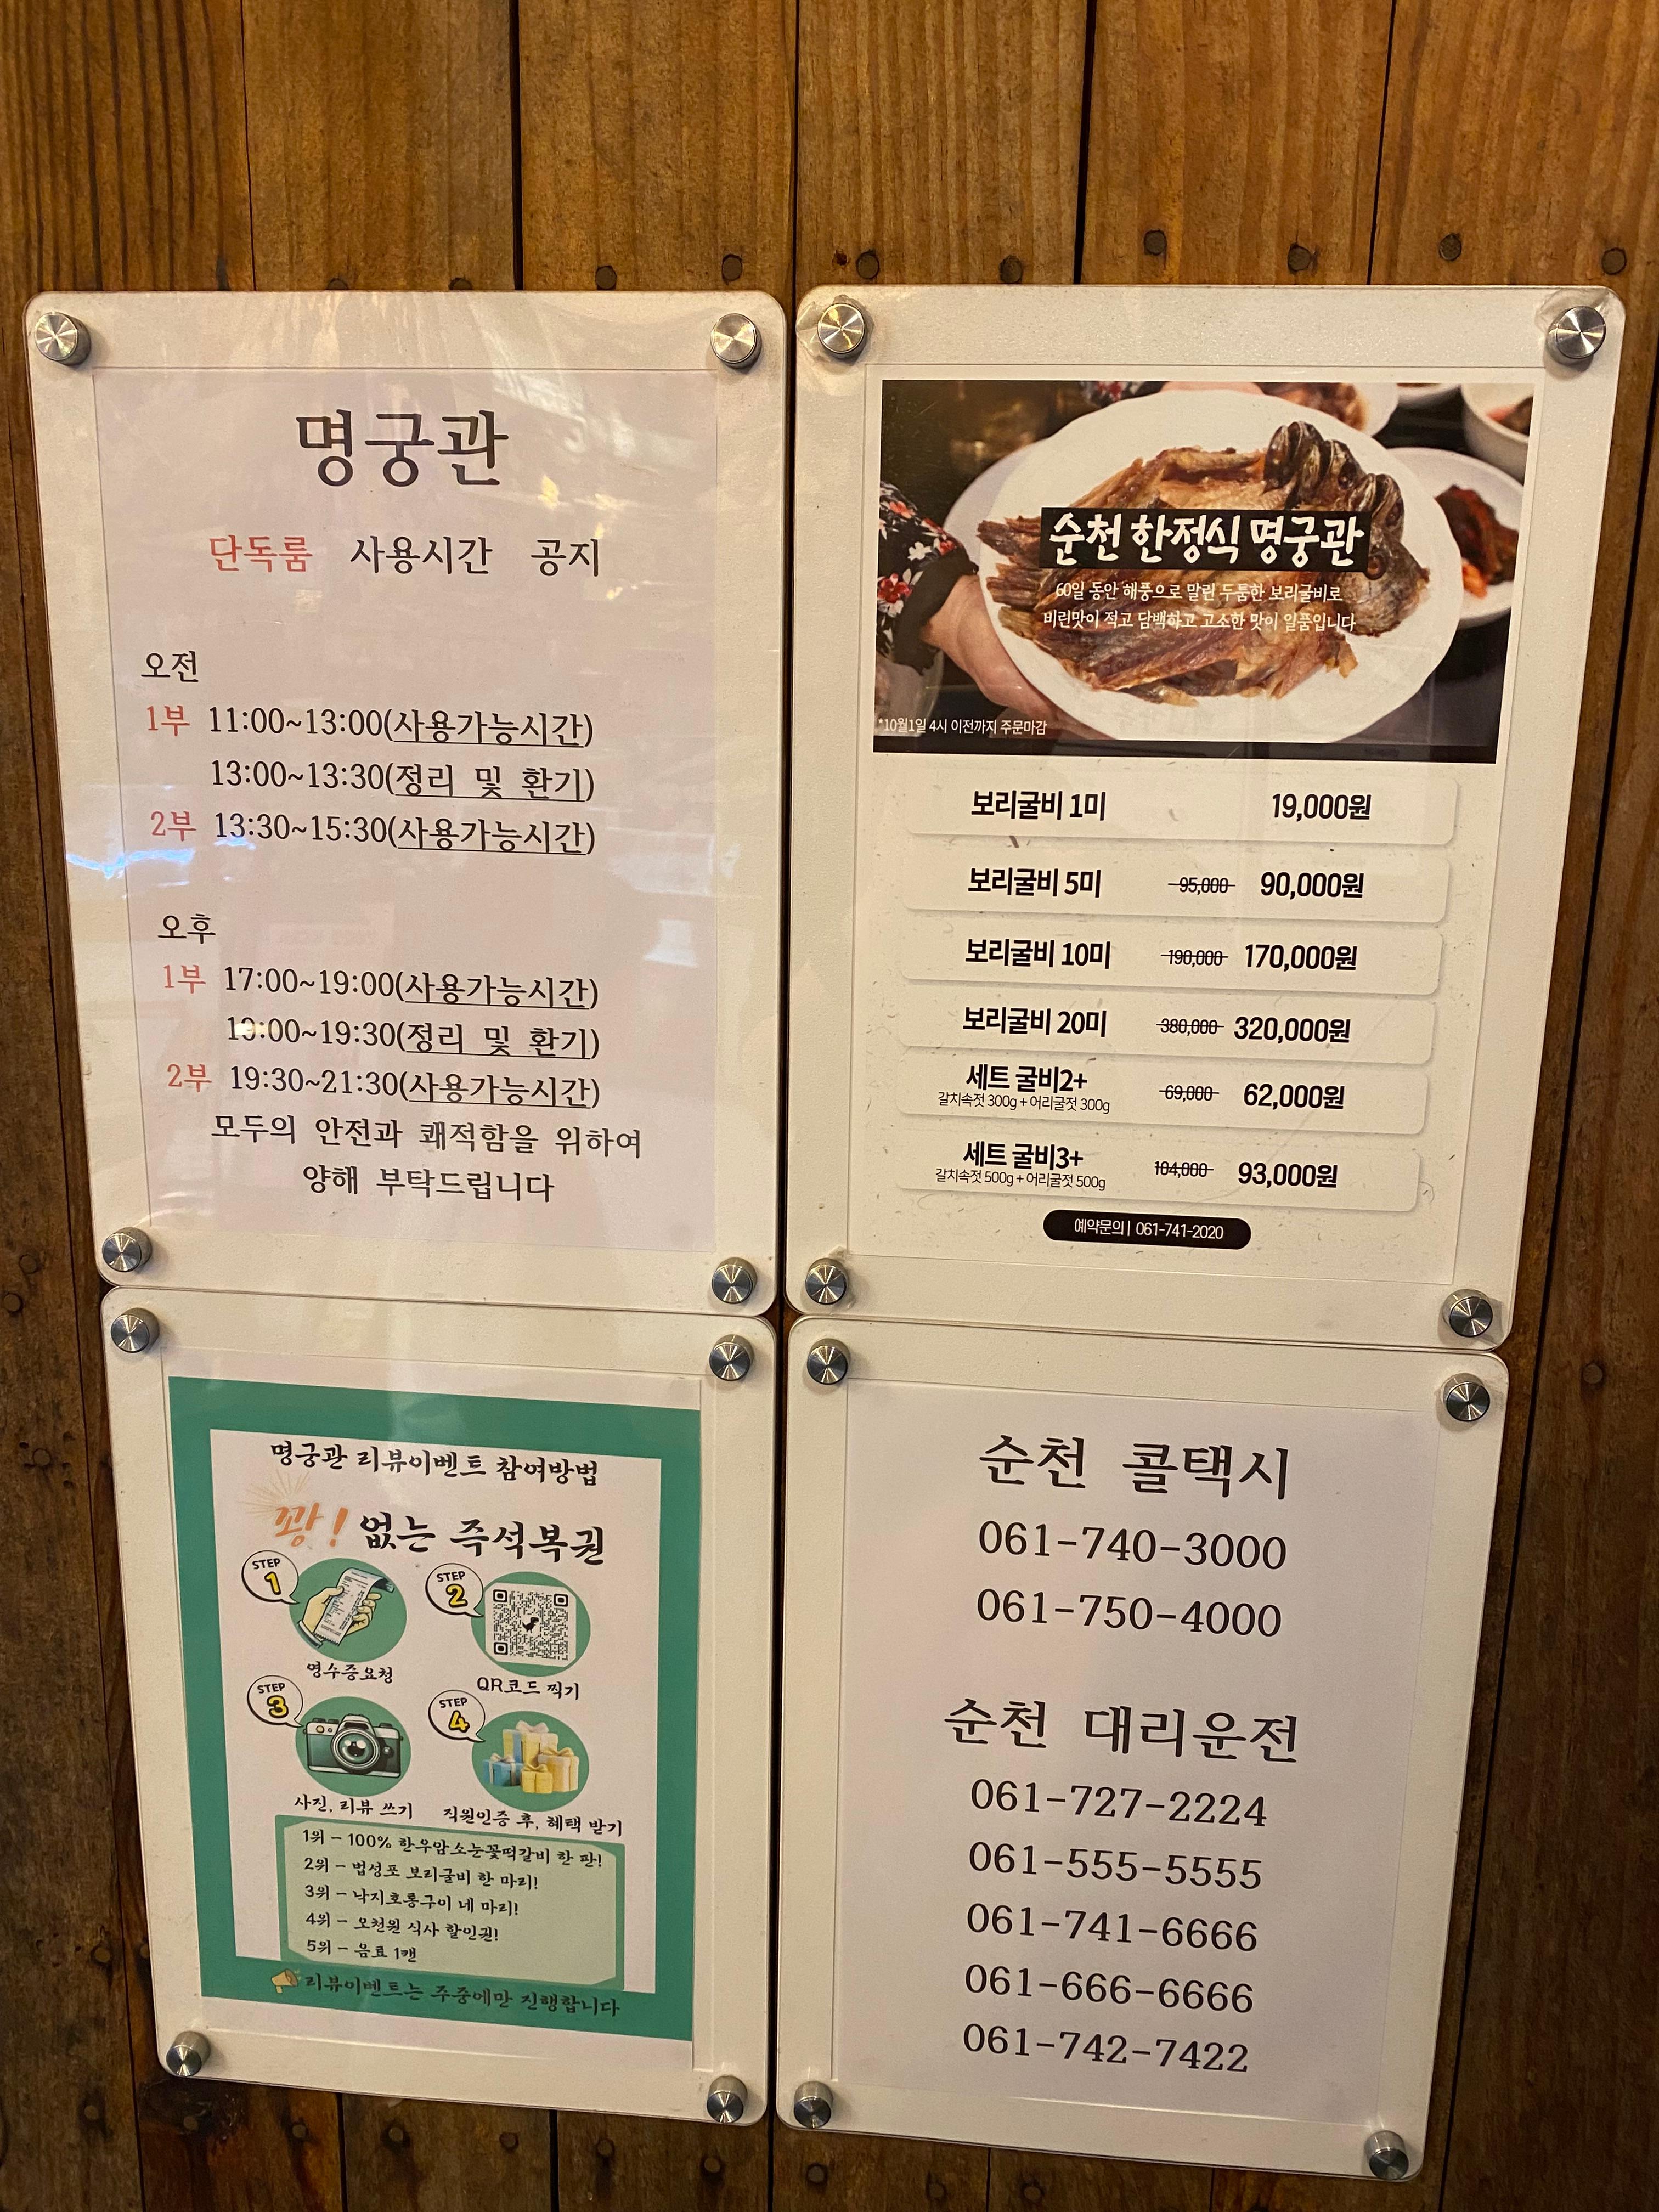 명궁관
단독룸 사용시간 공지
오전
1부 11:00~13:00(사용가능시간)
13:00~13:30(정리 및 환기)
2부 13:30~15:30(사용가능시간)
오후
1부 17:00~19:00(사용가능시간)
19:00~19:30(정리 및 환기)
2부 19:30~21:30(사용가능시간)
모두의 안전과 쾌적함을 위하여
양해 부탁드립니다
순천 한정식 명궁관
60일 동안 해풍으로 말린 두툼한 보리굴비로
비린맛이 적고 담백하고 고소한 맛이 일품입니다
*10월1일 4시 이전까지 주문마감
보리굴비 1미 19,000원
보리굴비 5미 95,000 90,000원
보리굴비 10미 190,000 170,000원
보리굴비 20미 380,000 320,000원
세트 굴비2+ 69,000 62,000원
갈치속젓 300g + 어리굴젓 300g
세트 굴비3+ 104,000 93,000원
갈치속젓 500g + 어리굴젓 500g
예약문의 | 061-741-2020
명궁관 리뷰이벤트 참여방법
꽝! 없는 즉석복권
STEP 1
영수증요청
STEP 2
QR코드 찍기
STEP 3
사진, 리뷰 쓰기
STEP 4
직원인증 후, 혜택 받기
1위 - 100% 한우암소눈꽃떡갈비 한 판!
2위 - 법성포 보리굴비 한 마리!
3위 - 낙지호롱구이 네 마리!
4위 - 오천원 식사 할인권!
5위 - 음료 1캔
리뷰이벤트는 주중에만 진행합니다
순천 콜택시
061-740-3000
061-750-4000
순천 대리운전
061-727-2224
061-555-5555
061-741-6666
061-666-6666
061-742-7422